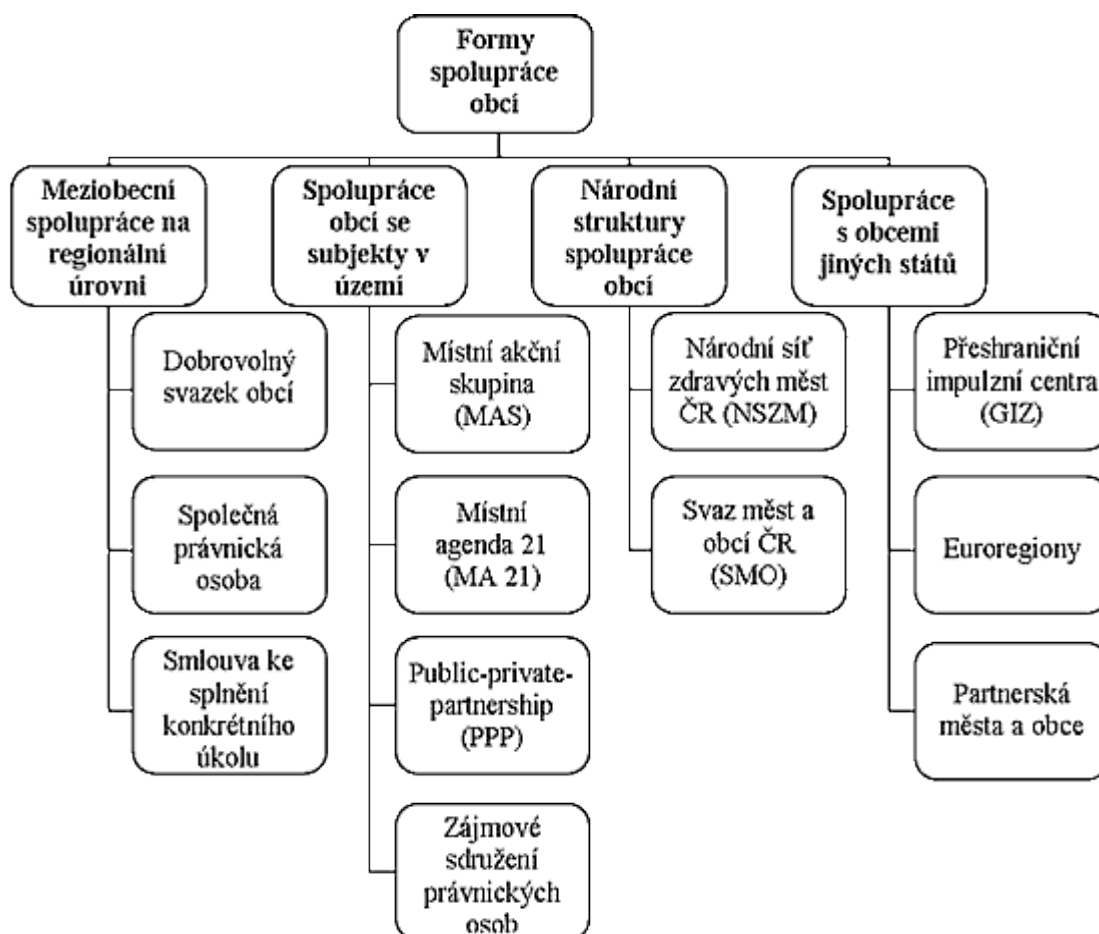 Formy
spolupráce
obcí
Meziobecní
spolupráce na
regionální
úrovni
Spolupráce
obcí se
subjekty v
území
Národní
struktury
spolupráce
obcí
Spolupráce
s obcemi
jiných států
Dobrovolný
svazek obcí
Společná
právnická
osoba
Smlouva ke
splnění
konkrétního
úkolu
Místní akční
skupina
(MAS)
Místní
agenda 21
(MA 21)
Public-private-
partnership
(PPP)
Zájmové
sdružení
právnických
osob
Národní síť
zdravých měst
ČR (NSZM)
Svaz měst a
obcí ČR
(SMO)
Přeshraniční
impulzní centra
(GIZ)
Euroregiony
Partnerská
města a obce